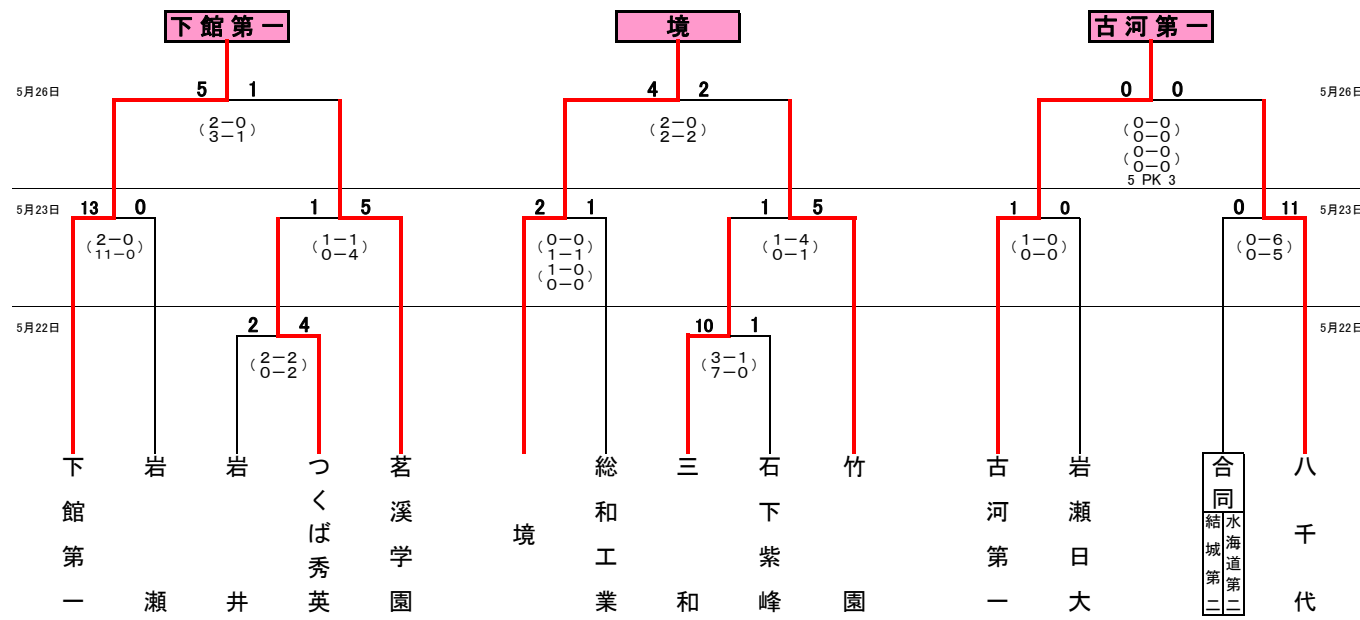 下館第一 境 古河第一
5月26日 5 1 4 2 0 0 5月26日
(2-0 3-1) (2-0 2-2) (0-0 0-0)
(0-0 0-0)
5 PK 3
5月23日 13 0 1 5 2 1 1 5 1 0 0 11 5月23日
(2-0 11-0) (1-1 0-4) (0-0 1-1) (1-4 0-1) (1-0 0-0) (0-6 0-5)
(1-0 0-0)
5月22日 2 4 10 1 5月22日
(2-2 0-2) (3-1 7-0)
下館第一
岩瀬
岩井
つくば秀英
茗溪学園
境
総和工業
三和
石下紫峰
竹園
古河第一
岩瀬日大
合同
結城第二
水海道第二
八千代